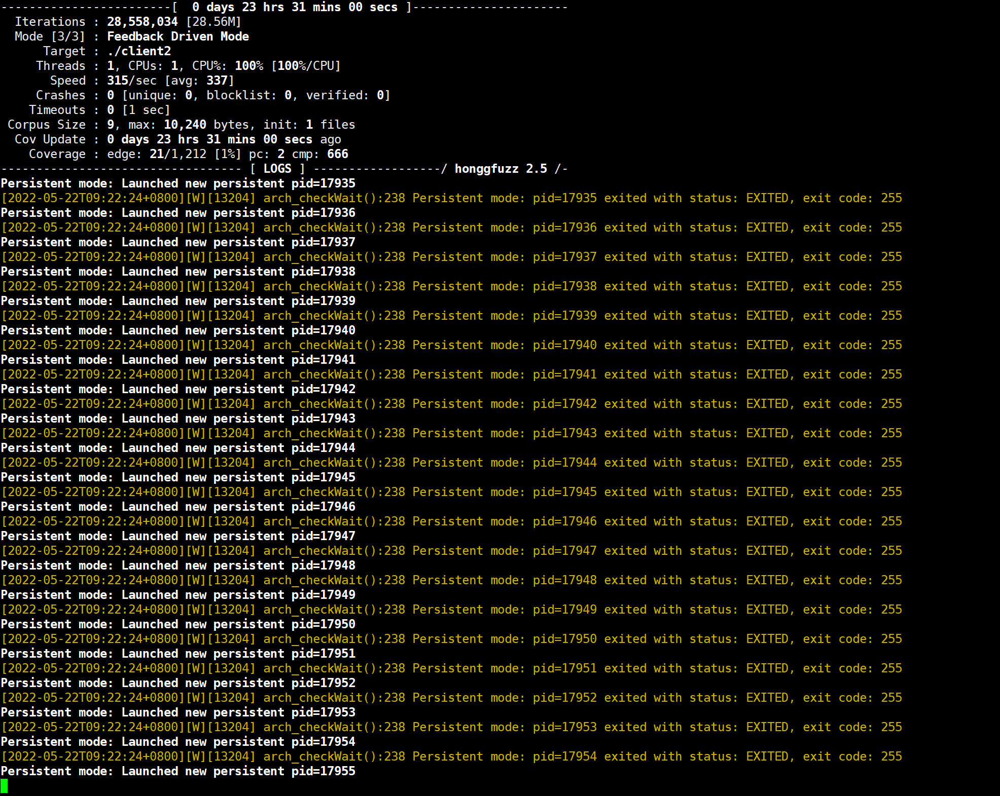 ------------------------[  0 days 23 hrs 31 mins 00 secs ]----------------------
  Iterations : 28,558,034 [28.56M]
  Mode [3/3] : Feedback Driven Mode
      Target : ./client2
     Threads : 1, CPUs: 1, CPU%: 100% [100%/CPU]
       Speed : 315/sec [avg: 337]
     Crashes : 0 [unique: 0, blocklist: 0, verified: 0]
    Timeouts : 0 [1 sec]
 Corpus Size : 9, max: 10,240 bytes, init: 1 files
  Cov Update : 0 days 23 hrs 31 mins 00 secs ago
    Coverage : edge: 21/1,212 [1%] pc: 2 cmp: 666
---------------------------------- [ LOGS ] ------------------/ honggfuzz 2.5 /-
Persistent mode: Launched new persistent pid=17935
[2022-05-22T09:22:24+0800][W][13204] arch_checkWait():238 Persistent mode: pid=17935 exited with status: EXITED, exit code: 255
Persistent mode: Launched new persistent pid=17936
[2022-05-22T09:22:24+0800][W][13204] arch_checkWait():238 Persistent mode: pid=17936 exited with status: EXITED, exit code: 255
Persistent mode: Launched new persistent pid=17937
[2022-05-22T09:22:24+0800][W][13204] arch_checkWait():238 Persistent mode: pid=17937 exited with status: EXITED, exit code: 255
Persistent mode: Launched new persistent pid=17938
[2022-05-22T09:22:24+0800][W][13204] arch_checkWait():238 Persistent mode: pid=17938 exited with status: EXITED, exit code: 255
Persistent mode: Launched new persistent pid=17939
[2022-05-22T09:22:24+0800][W][13204] arch_checkWait():238 Persistent mode: pid=17939 exited with status: EXITED, exit code: 255
Persistent mode: Launched new persistent pid=17940
[2022-05-22T09:22:24+0800][W][13204] arch_checkWait():238 Persistent mode: pid=17940 exited with status: EXITED, exit code: 255
Persistent mode: Launched new persistent pid=17941
[2022-05-22T09:22:24+0800][W][13204] arch_checkWait():238 Persistent mode: pid=17941 exited with status: EXITED, exit code: 255
Persistent mode: Launched new persistent pid=17942
[2022-05-22T09:22:24+0800][W][13204] arch_checkWait():238 Persistent mode: pid=17942 exited with status: EXITED, exit code: 255
Persistent mode: Launched new persistent pid=17943
[2022-05-22T09:22:24+0800][W][13204] arch_checkWait():238 Persistent mode: pid=17943 exited with status: EXITED, exit code: 255
Persistent mode: Launched new persistent pid=17944
[2022-05-22T09:22:24+0800][W][13204] arch_checkWait():238 Persistent mode: pid=17944 exited with status: EXITED, exit code: 255
Persistent mode: Launched new persistent pid=17945
[2022-05-22T09:22:24+0800][W][13204] arch_checkWait():238 Persistent mode: pid=17945 exited with status: EXITED, exit code: 255
Persistent mode: Launched new persistent pid=17946
[2022-05-22T09:22:24+0800][W][13204] arch_checkWait():238 Persistent mode: pid=17946 exited with status: EXITED, exit code: 255
Persistent mode: Launched new persistent pid=17947
[2022-05-22T09:22:24+0800][W][13204] arch_checkWait():238 Persistent mode: pid=17947 exited with status: EXITED, exit code: 255
Persistent mode: Launched new persistent pid=17948
[2022-05-22T09:22:24+0800][W][13204] arch_checkWait():238 Persistent mode: pid=17948 exited with status: EXITED, exit code: 255
Persistent mode: Launched new persistent pid=17949
[2022-05-22T09:22:24+0800][W][13204] arch_checkWait():238 Persistent mode: pid=17949 exited with status: EXITED, exit code: 255
Persistent mode: Launched new persistent pid=17950
[2022-05-22T09:22:24+0800][W][13204] arch_checkWait():238 Persistent mode: pid=17950 exited with status: EXITED, exit code: 255
Persistent mode: Launched new persistent pid=17951
[2022-05-22T09:22:24+0800][W][13204] arch_checkWait():238 Persistent mode: pid=17951 exited with status: EXITED, exit code: 255
Persistent mode: Launched new persistent pid=17952
[2022-05-22T09:22:24+0800][W][13204] arch_checkWait():238 Persistent mode: pid=17952 exited with status: EXITED, exit code: 255
Persistent mode: Launched new persistent pid=17953
[2022-05-22T09:22:24+0800][W][13204] arch_checkWait():238 Persistent mode: pid=17953 exited with status: EXITED, exit code: 255
Persistent mode: Launched new persistent pid=17954
[2022-05-22T09:22:24+0800][W][13204] arch_checkWait():238 Persistent mode: pid=17954 exited with status: EXITED, exit code: 255
Persistent mode: Launched new persistent pid=17955